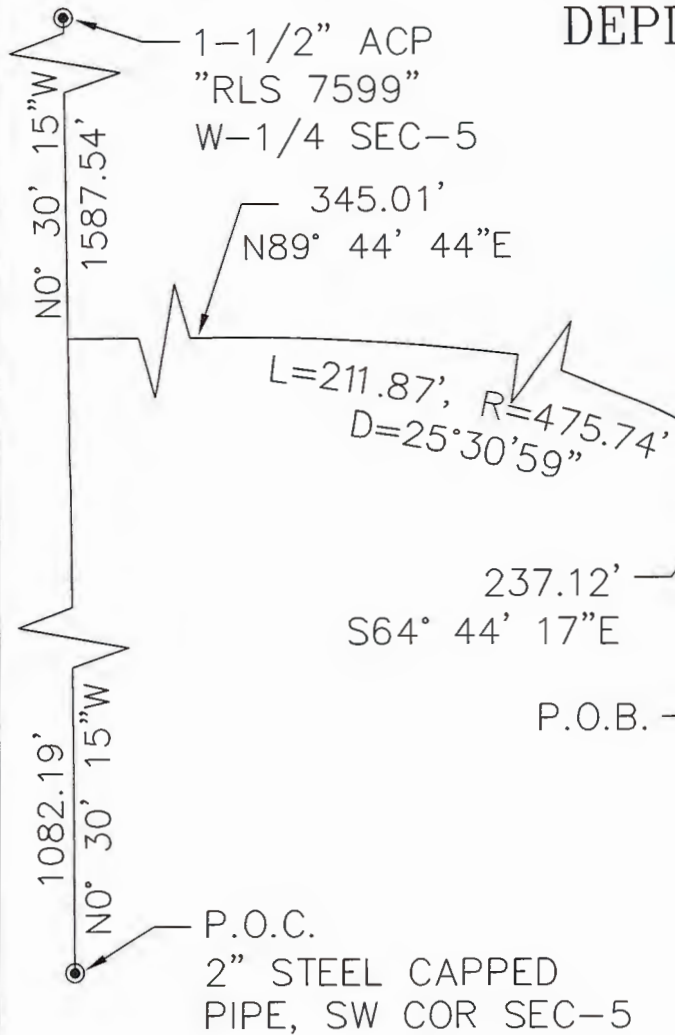 DEPI
1-1/2" ACP
"RLS 7599"
W-1/4 SEC-5
N0° 30' 15"W
1587.54'
345.01'
N89° 44' 44"E
L=211.87', R=475.74'
D=25°30'59"
237.12'
S64° 44' 17"E
P.O.B.
1082.19'
N0° 30' 15"W
P.O.C.
2" STEEL CAPPED
PIPE, SW COR SEC-5